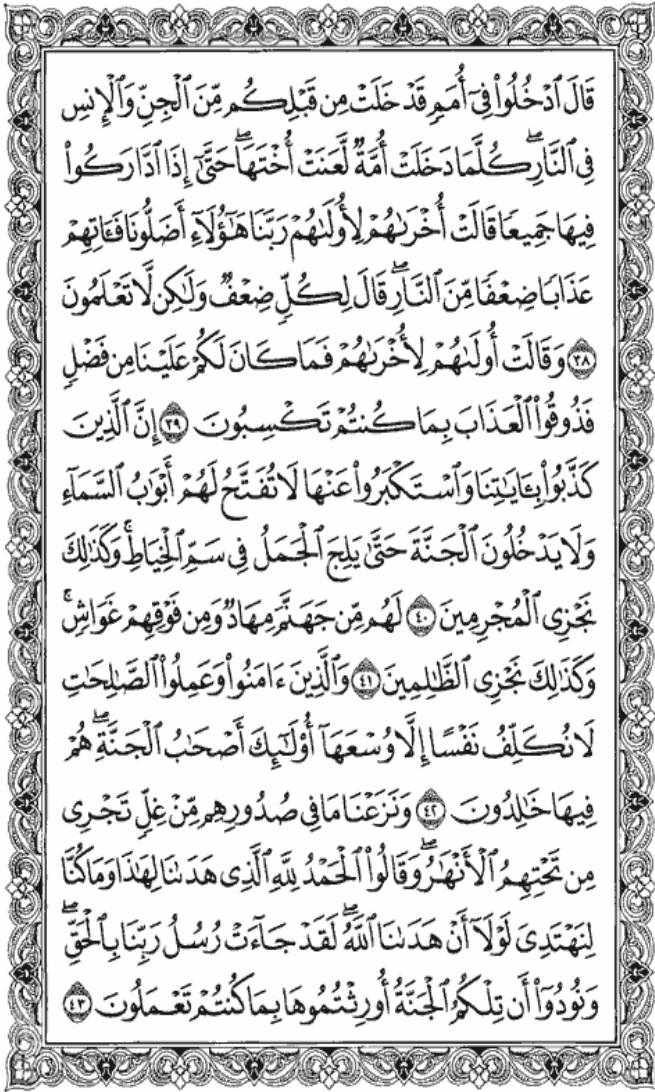 قَالَ ٱدْخُلُوا۟ فِىٓ أُمَمٍ قَدْ خَلَتْ مِن قَبْلِكُم مِّنَ ٱلْجِنِّ وَٱلْإِنسِ
فِى ٱلنَّارِ ۖ كُلَّمَا دَخَلَتْ أُمَّةٌ لَّعَنَتْ أُخْتَهَا ۖ حَتَّىٰٓ إِذَا ٱدَّارَكُوا۟
فِيهَا جَمِيعًا قَالَتْ أُخْرَىٰهُمْ لِأُولَىٰهُمْ رَبَّنَا هَٰٓؤُلَآءِ أَضَلُّونَا فَـَٔاتِهِمْ
عَذَابًا ضِعْفًا مِّنَ ٱلنَّارِ ۖ قَالَ لِكُلٍّ ضِعْفٌ وَلَٰكِن لَّا تَعْلَمُونَ
٣٨ وَقَالَتْ أُولَىٰهُمْ لِأُخْرَىٰهُمْ فَمَا كَانَ لَكُمْ عَلَيْنَا مِن فَضْلٍ
فَذُوقُوا۟ ٱلْعَذَابَ بِمَا كُنتُمْ تَكْسِبُونَ ٣٩ إِنَّ ٱلَّذِينَ
كَذَّبُوا۟ بِـَٔايَٰتِنَا وَٱسْتَكْبَرُوا۟ عَنْهَا لَا تُفَتَّحُ لَهُمْ أَبْوَٰبُ ٱلسَّمَآءِ
وَلَا يَدْخُلُونَ ٱلْجَنَّةَ حَتَّىٰ يَلِجَ ٱلْجَمَلُ فِى سَمِّ ٱلْخِيَاطِ ۚ وَكَذَٰلِكَ
نَجْزِى ٱلْمُجْرِمِينَ ٤٠ لَهُم مِّن جَهَنَّمَ مِهَادٌ وَمِن فَوْقِهِمْ غَوَاشٍ ۚ
وَكَذَٰلِكَ نَجْزِى ٱلظَّٰلِمِينَ ٤١ وَٱلَّذِينَ ءَامَنُوا۟ وَعَمِلُوا۟ ٱلصَّٰلِحَٰتِ
لَا نُكَلِّفُ نَفْسًا إِلَّا وُسْعَهَآ أُو۟لَٰٓئِكَ أَصْحَٰبُ ٱلْجَنَّةِ ۖ هُمْ
فِيهَا خَٰلِدُونَ ٤٢ وَنَزَعْنَا مَا فِى صُدُورِهِم مِّنْ غِلٍّ تَجْرِى
مِن تَحْتِهِمُ ٱلْأَنْهَٰرُ ۖ وَقَالُوا۟ ٱلْحَمْدُ لِلَّهِ ٱلَّذِى هَدَىٰنَا لِهَٰذَا وَمَا كُنَّا
لِنَهْتَدِىَ لَوْلَآ أَنْ هَدَىٰنَا ٱللَّهُ ۖ لَقَدْ جَآءَتْ رُسُلُ رَبِّنَا بِٱلْحَقِّ ۖ
وَنُودُوٓا۟ أَن تِلْكُمُ ٱلْجَنَّةُ أُورِثْتُمُوهَا بِمَا كُنتُمْ تَعْمَلُونَ ٤٣